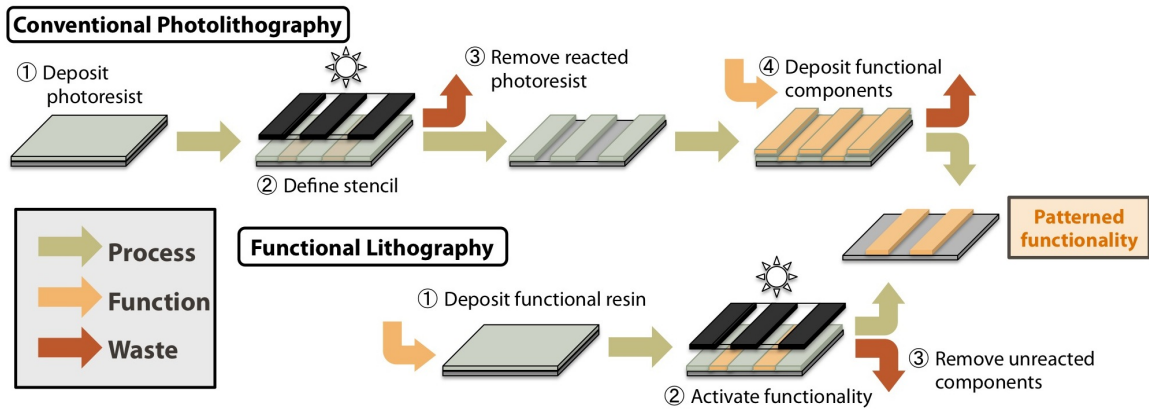 Conventional Photolithography
① Deposit
photoresist
② Define stencil
③ Remove reacted
photoresist
④ Deposit functional
components
Process
Function
Waste
Functional Lithography
① Deposit functional resin
② Activate functionality
③ Remove unreacted
components
Patterned
functionality